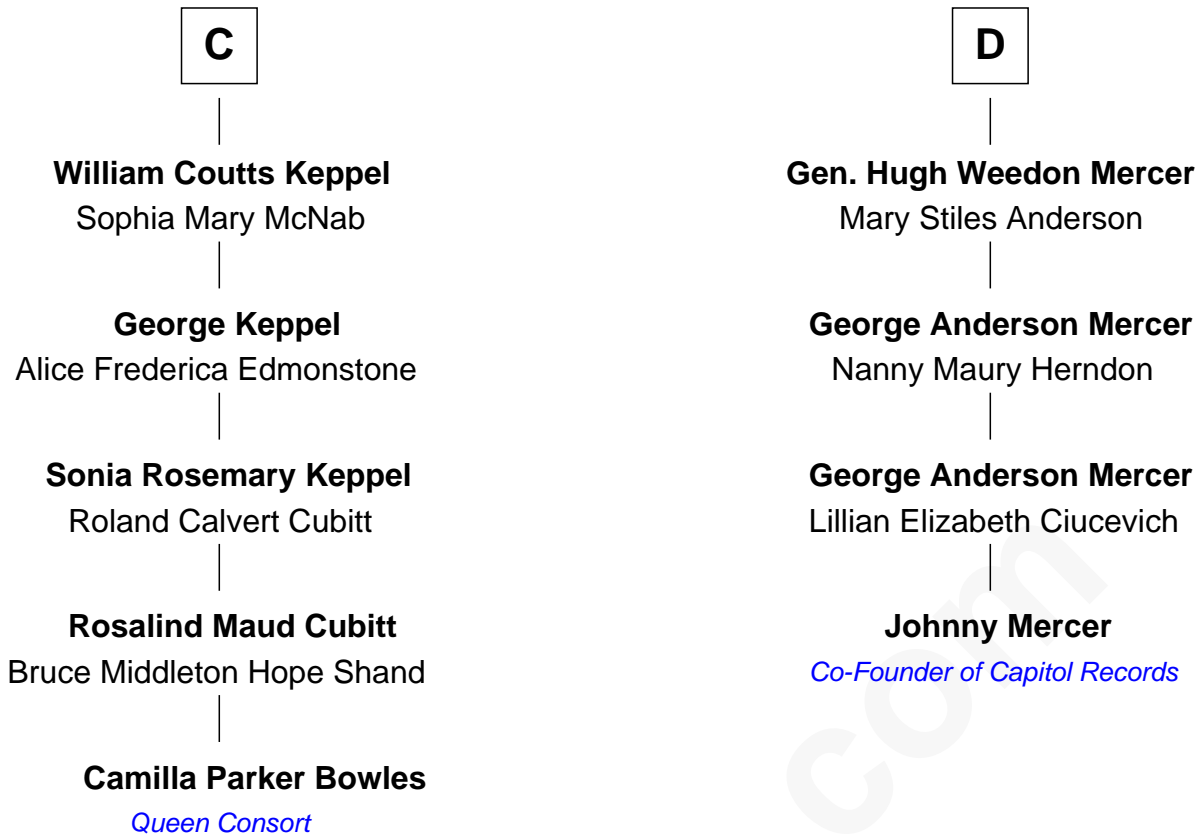 C
William Coutts Keppel
Sophia Mary McNab
George Keppel
Alice Frederica Edmonstone
Sonia Rosemary Keppel
Roland Calvert Cubitt
Rosalind Maud Cubitt
Bruce Middleton Hope Shand
Camilla Parker Bowles
Queen Consort
D
Gen. Hugh Weedon Mercer
Mary Stiles Anderson
George Anderson Mercer
Nanny Maury Herndon
George Anderson Mercer
Lillian Elizabeth Ciucevich
Johnny Mercer
Co-Founder of Capitol Records
com